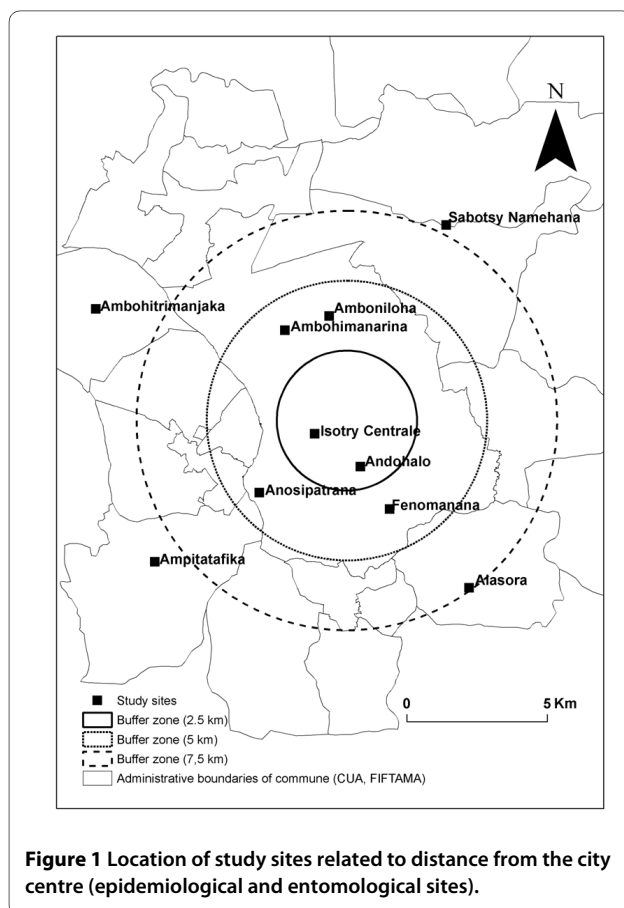 N
Sabotsy Namehana
Ambohitrimanjaka
Amboniloha
Ambohimanarina
Isotry Centrale
Andohalo
Anosipatrana
Fenomanana
Ampitatafika
Alasora
Study sites
Buffer zone (2.5 km)
Buffer zone (5 km)
Buffer zone (7,5 km)
Administrative boundaries of commune (CUA, FIFTAMA)
0 5 Km
Figure 1 Location of study sites related to distance from the city
centre (epidemiological and entomological sites).